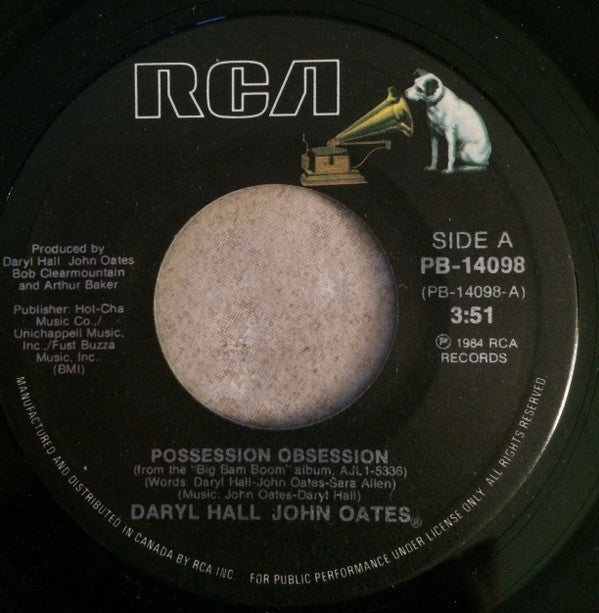 RCA
SIDE A
PB-14098
(PB-14098-A)
3:51
℗ 1984 RCA
RECORDS
Produced by
Daryl Hall John Oates
Bob Clearmountain
and Arthur Baker
Publisher: Hot-Cha
Music Co./
Unichappell Music,
Inc./Fust Buzza
Music, Inc.
(BMI)
POSSESSION OBSESSION
(from the "Big Bam Boom" album, AJL1-5336)
(Words: Daryl Hall-John Oates-Sara Allen)
(Music: John Oates-Daryl Hall)
DARYL HALL JOHN OATES®
MANUFACTURED AND DISTRIBUTED IN CANADA BY RCA INC. FOR PUBLIC PERFORMANCE UNDER LICENSE ONLY. ALL RIGHTS RESERVED